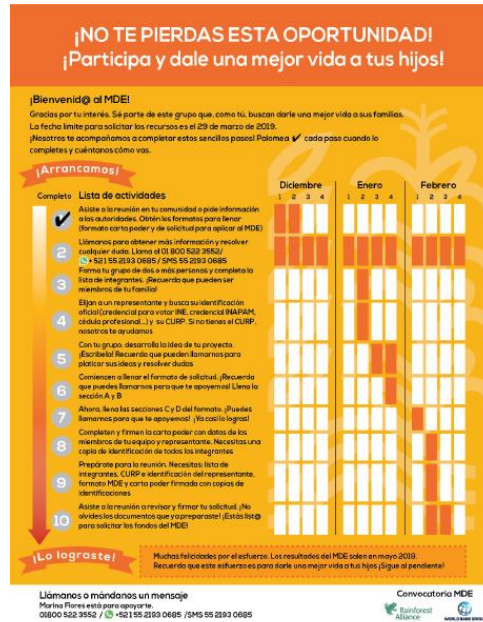 ¡NO TE PIERDAS ESTA OPORTUNIDAD!
¡Participa y dale una mejor vida a tus hijos!
¡Bienvenid@ al MDE!
Gracias por tu interés. Sé parte de este grupo que, como tú, buscan darle una mejor vida a sus familias.
La fecha límite para solicitar los recursos es el 29 de marzo de 2019.
¡Nosotros te acompañamos a completar estos sencillos pasos! Palomea ✔ cada paso cuando lo
completes y cuéntanos cómo vas.
¡Arrancamos!
Diciembre Enero Febrero
Completo Lista de actividades 1 2 3 4 1 2 3 4 1 2 3 4
✔ Asiste a la reunión en tu comunidad o pide información
a las autoridades. Obtén los formatos para llenar
(formato carta poder y de solicitud para aplicar al MDE)
2 Llámanos para obtener más información y resolver
cualquier duda. Llama al 01 800 522 3552/
+ 521 55 2193 0685 / SMS 55 2193 0685
3 Forma tu grupo de dos o más personas y completa la
lista de integrantes. ¡Recuerda que pueden ser
miembros de tu familia!
4 Elijan a un representante y busca su identificación
oficial (credencial para votar INE, credencial INAPAM,
cédula profesional...) y su CURP. Si no tienes el CURP,
nosotros te ayudamos
5 Con tu grupo, desarrolla la idea de tu proyecto.
¡Escríbela! Recuerda que pueden llamarnos para
platicar sus ideas y resolver dudas
6 Comiencen a llenar el formato de solicitud. ¡Recuerda
que puedes llamarnos para que te apoyemos! Llena la
sección A y B
7 Ahora, llena las secciones C y D del formato. ¡Puedes
llamarnos para que te apoyemos! ¡Ya casi lo logras!
8 Completen y firmen la carta poder con datos de los
miembros de tu equipo y representante. Necesitas una
copia de identificación de todos los integrantes
9 Prepárate para la reunión. Necesitas: lista de
integrantes, CURP e identificación del representante,
formato MDE y carta poder firmada con copias de
identificaciones
10 Asiste a la reunión a revisar y firmar tu solicitud. ¡No
olvides los documentos que ya preparaste! ¡Estás list@
para solicitar los fondos del MDE!
¡Lo lograste!
Muchas felicidades por el esfuerzo. Los resultados del MDE salen en mayo 2019.
Recuerda que este esfuerzo es para darle una mejor vida a tus hijos ¡Sigue al pendiente!
Llámanos o mándanos un mensaje
Marina Flores está para apoyarte.
01800 522 3552 / +521 55 2193 0685 /SMS 55 2193 0685
Convocatoria MDE
Rainforest
Alliance
WORLD BANK GROUP